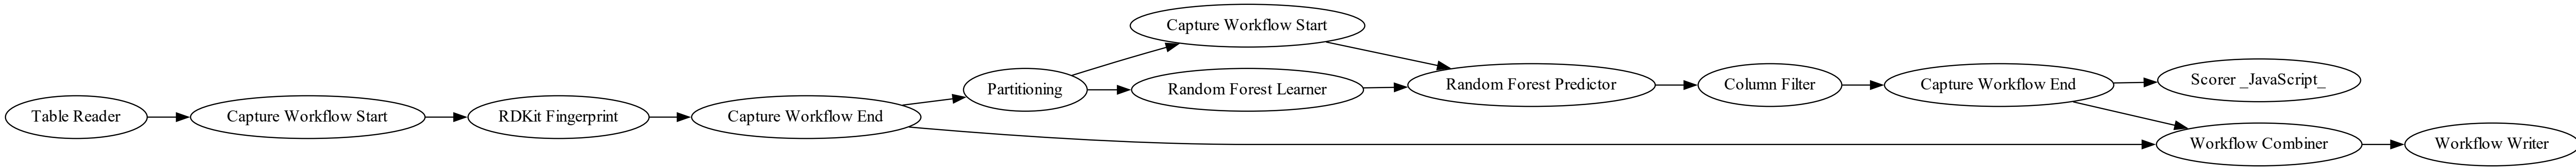 Table Reader
Capture Workflow Start
RDKit Fingerprint
Capture Workflow End
Partitioning
Capture Workflow Start
Random Forest Learner
Random Forest Predictor
Column Filter
Capture Workflow End
Scorer _JavaScript_
Workflow Combiner
Workflow Writer